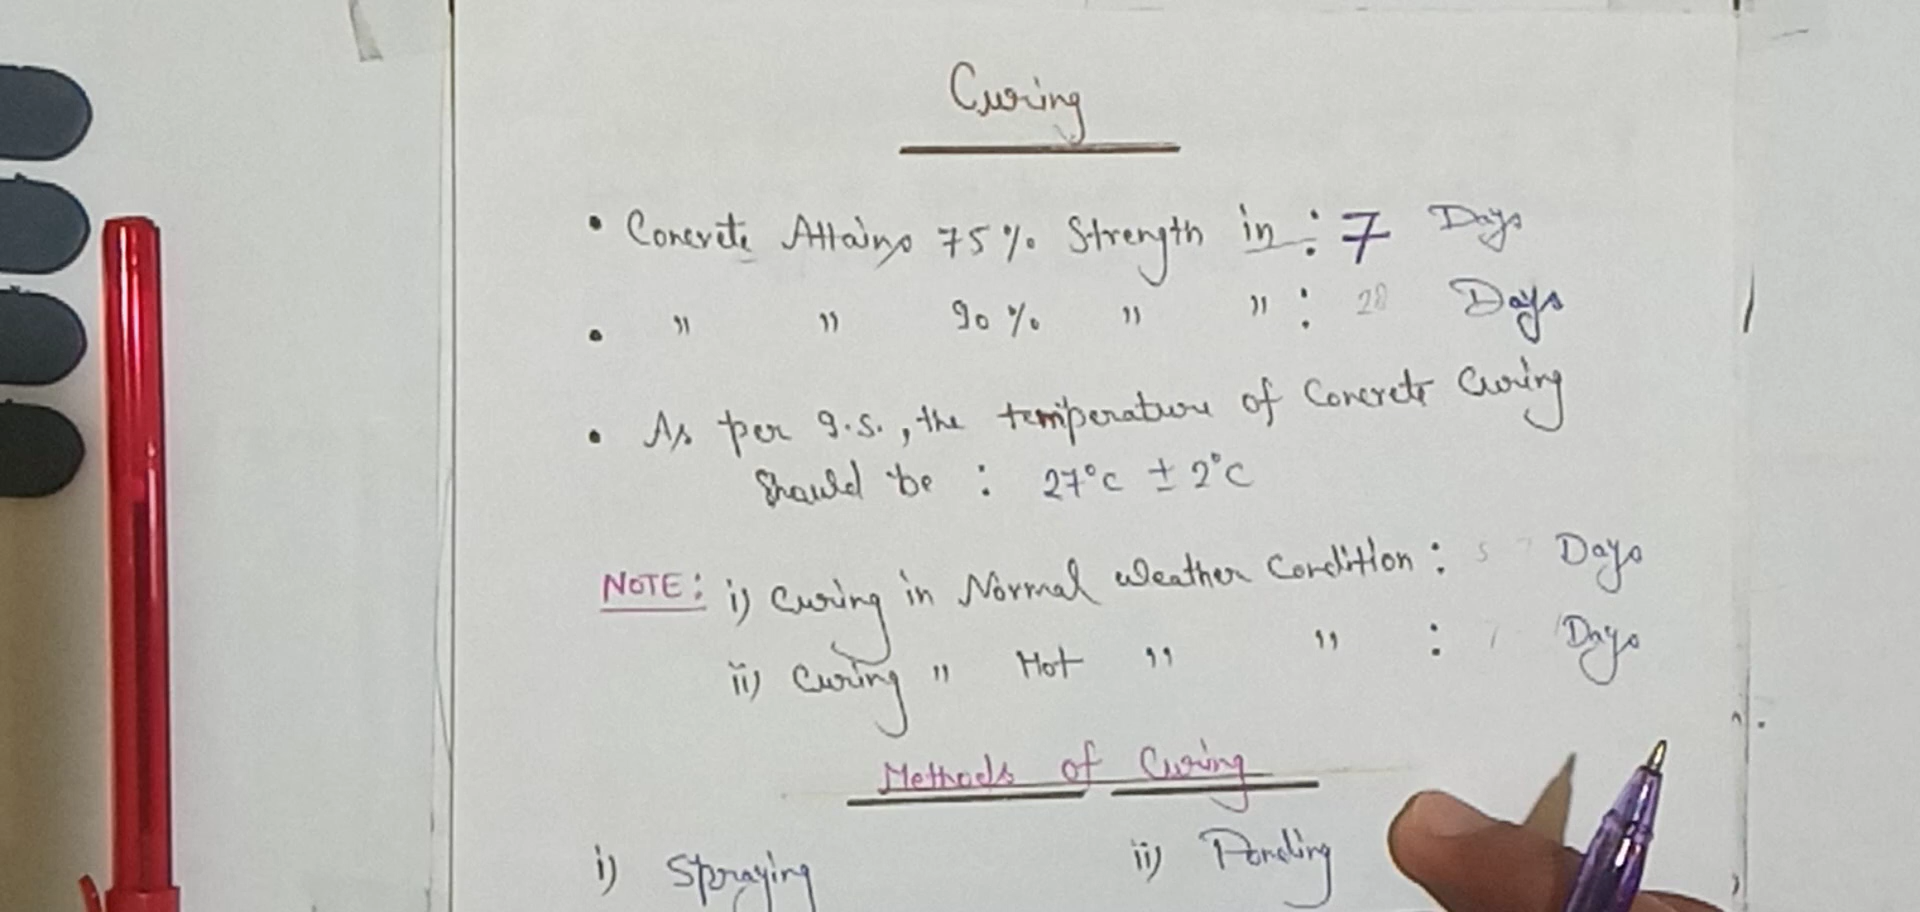 Curing
• Concrete Attains 75% Strength in : 7 Days
• " " 90% " " : 28 Days
• As per I.S., the temperature of Concrete Curing
Should be : 27°C ± 2°C
NOTE: i) Curing in Normal Weather Condition : Days
ii) Curing " Hot " " : Days
Methods of Curing
i) Spraying
ii) Ponding